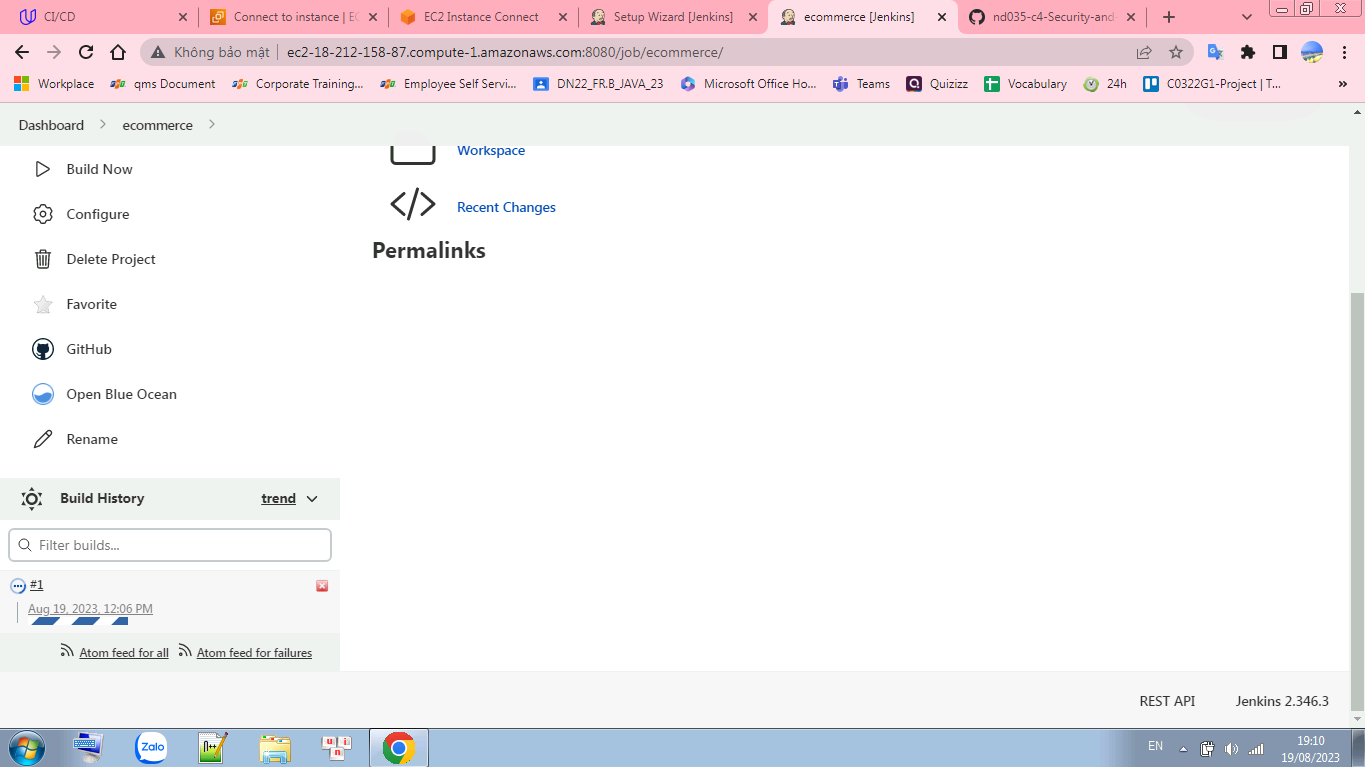 CI/CD
Connect to instance | EC
EC2 Instance Connect
Setup Wizard [Jenkins]
ecommerce [Jenkins]
nd035-c4-Security-and
Không bảo mật
ec2-18-212-158-87.compute-1.amazonaws.com:8080/job/ecommerce/
Workplace
qms Document
Corporate Training...
Employee Self Servi...
DN22_FR.B_JAVA_23
Microsoft Office Ho...
Teams
Quizizz
Vocabulary
24h
C0322G1-Project | T...
»
Dashboard
ecommerce
Workspace
Build Now
Recent Changes
Configure
Permalinks
Delete Project
Favorite
GitHub
Open Blue Ocean
Rename
Build History
trend
Filter builds...
#1
Aug 19, 2023, 12:06 PM
Atom feed for all
Atom feed for failures
REST API
Jenkins 2.346.3
Zalo
N++
u n i n
EN
19:10
19/08/2023